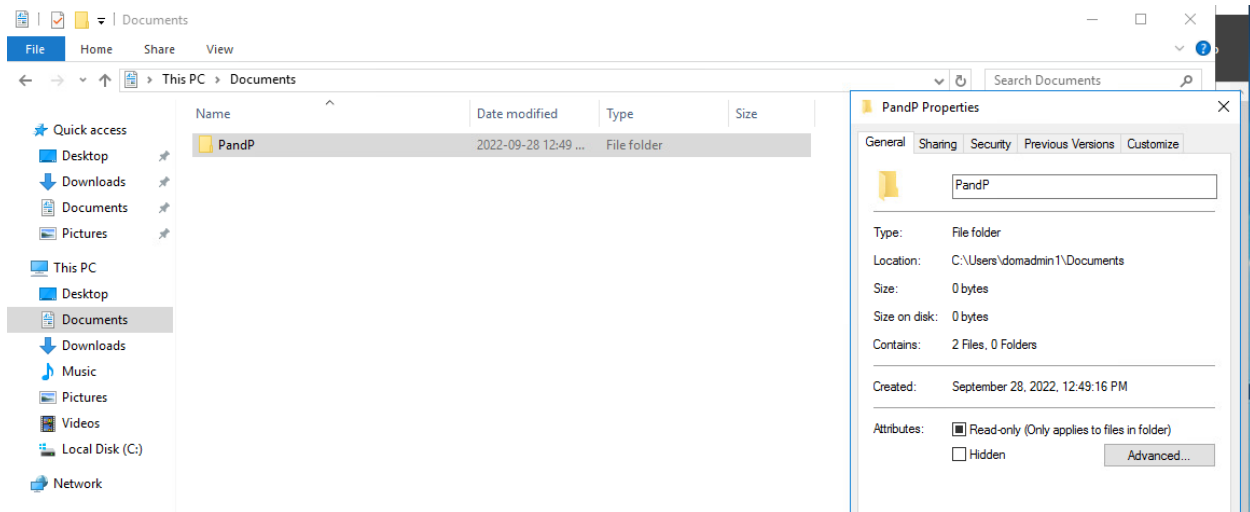 Documents
File Home Share View
This PC > Documents
Search Documents
Quick access
Desktop
Downloads
Documents
Pictures
This PC
Desktop
Documents
Downloads
Music
Pictures
Videos
Local Disk (C:)
Network
Name Date modified Type Size
PandP 2022-09-28 12:49 ... File folder
PandP Properties
General Sharing Security Previous Versions Customize
PandP
Type: File folder
Location: C:\Users\domadmin1\Documents
Size: 0 bytes
Size on disk: 0 bytes
Contains: 2 Files, 0 Folders
Created: September 28, 2022, 12:49:16 PM
Attributes: Read-only (Only applies to files in folder)
Hidden Advanced...